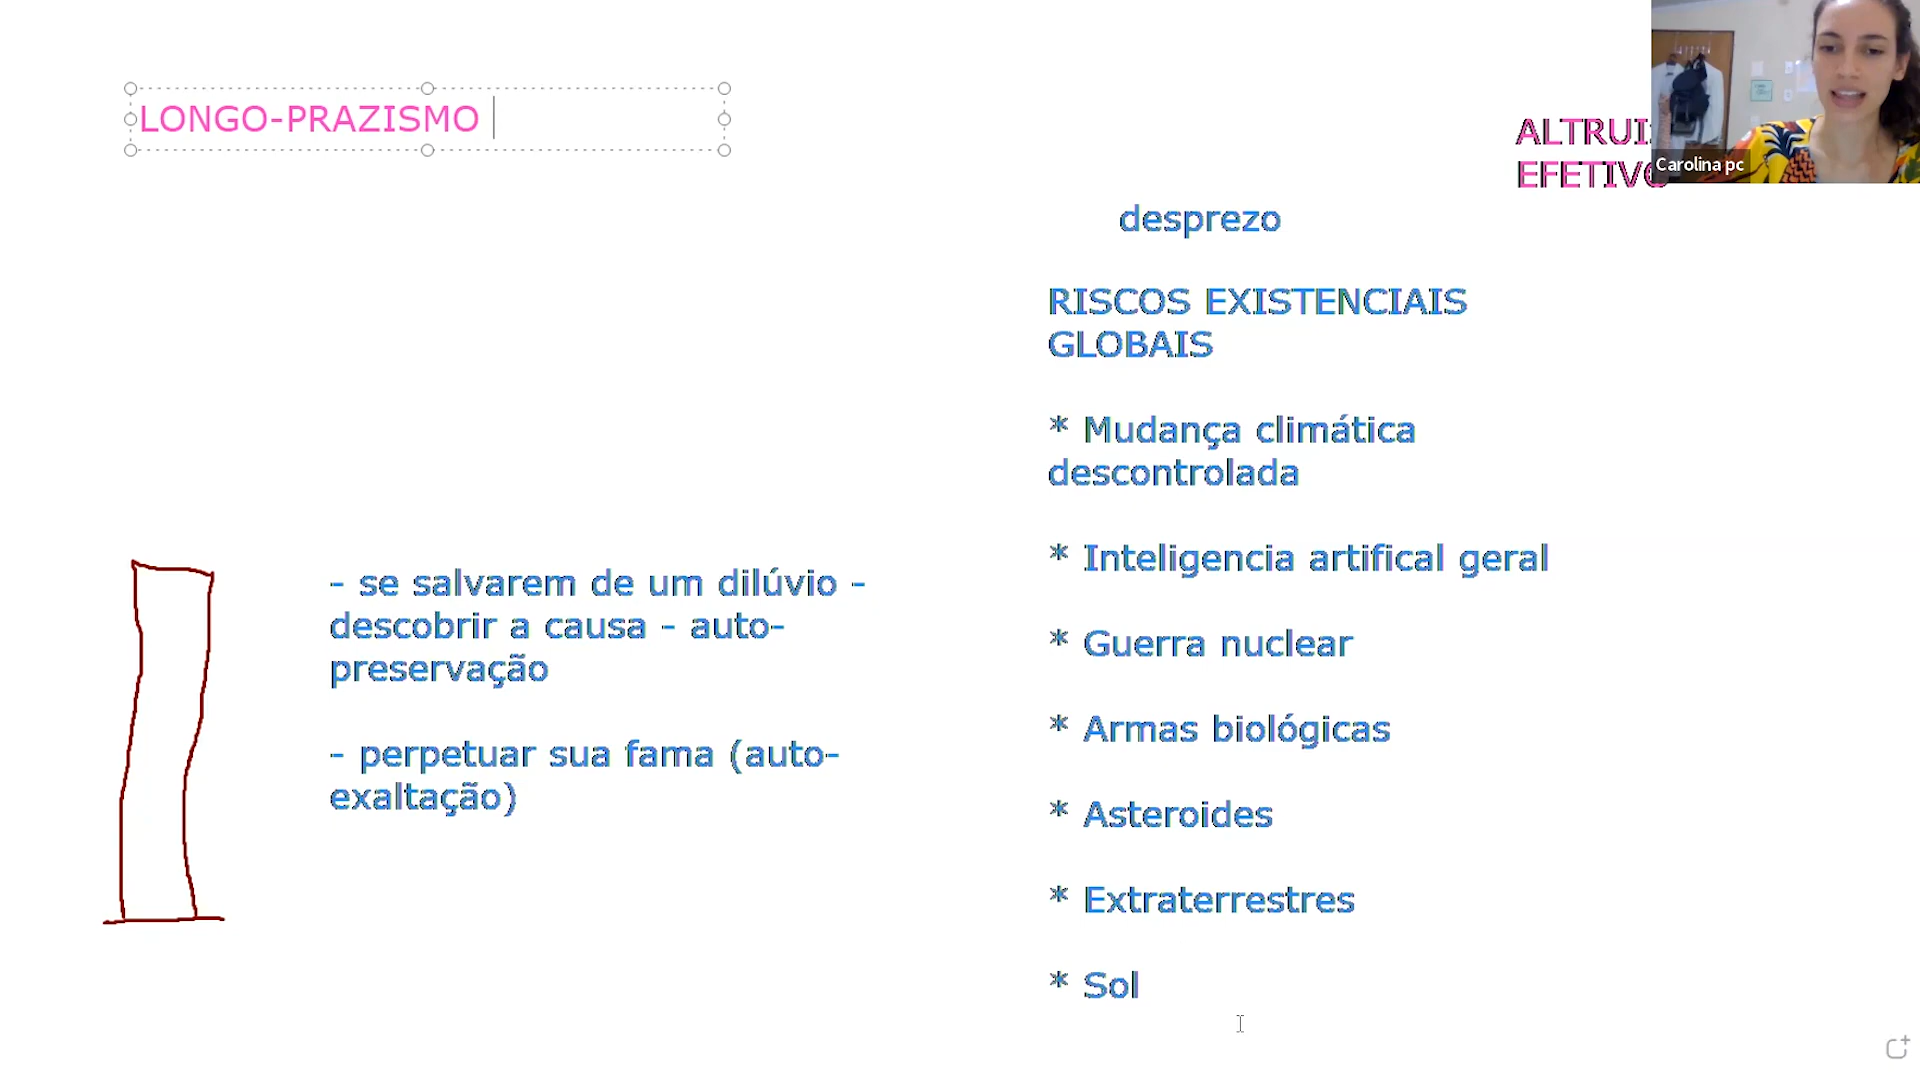 LONGO-PRAZISMO
ALTRUI
EFETIVO
Carolina pc
desprezo
RISCOS EXISTENCIAIS
GLOBAIS
* Mudança climática
descontrolada
* Inteligencia artifical geral
* Guerra nuclear
* Armas biológicas
* Asteroides
* Extraterrestres
* Sol
- se salvarem de um dilúvio -
descobrir a causa - auto-
preservação
- perpetuar sua fama (auto-
exaltação)